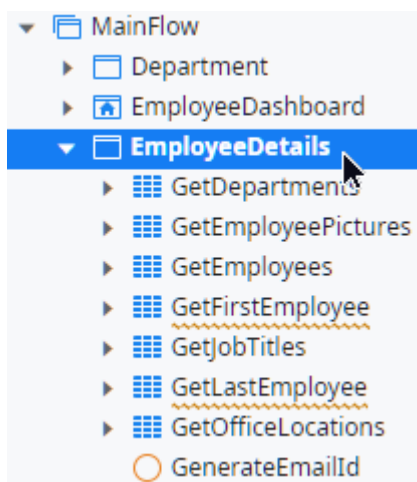 MainFlow
Department
EmployeeDashboard
EmployeeDetails
GetDepartments
GetEmployeePictures
GetEmployees
GetFirstEmployee
GetJobTitles
GetLastEmployee
GetOfficeLocations
GenerateEmailId